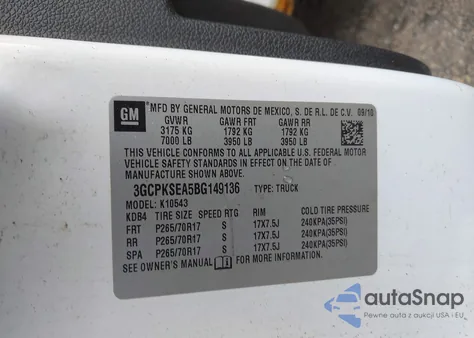 GM
*MFD BY GENERAL MOTORS DE MEXICO, S. DE R.L. DE C.V. 09/10
GVWR GAWR FRT GAWR RR
3175 KG 1792 KG 1792 KG
7000 LB 3950 LB 3950 LB
THIS VEHICLE CONFORMS TO ALL APPLICABLE U.S. FEDERAL MOTOR
VEHICLE SAFETY STANDARDS IN EFFECT ON THE DATE OF
MANUFACTURE SHOWN ABOVE.
3GCPKSEA5BG149136 TYPE: TRUCK
MODEL: K10543
KDB4 TIRE SIZE SPEED RTG RIM COLD TIRE PRESSURE
FRT P265/70R17 S 17X7.5J 240KPA(35PSI)
RR P265/70R17 S 17X7.5J 240KPA(35PSI)
SPA P265/70R17 S 17X7.5J 240KPA(35PSI)
SEE OWNER'S MANUAL FOR MORE INFORMATION.
autoSnap
Pewne auta z aukcji USA i EU